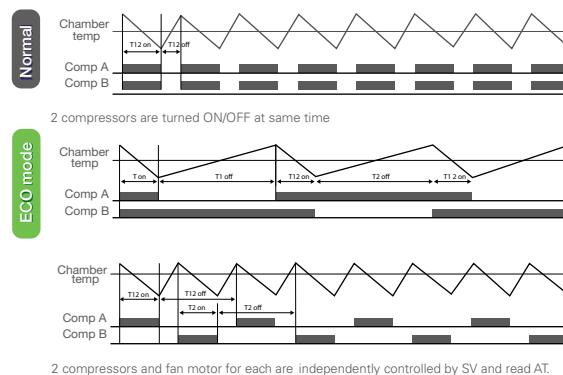 Normal
Chamber
temp
T12 on
T12 off
Comp A
Comp B
2 compressors are turned ON/OFF at same time
ECO mode
Chamber
temp
T on
T1 off
T12 on
T2 off
T1 2 on
Comp A
Comp B
Chamber
temp
T12 on
T12 off
T2 on
T2 off
Comp A
Comp B
2 compressors and fan motor for each are independently controlled by SV and read AT.